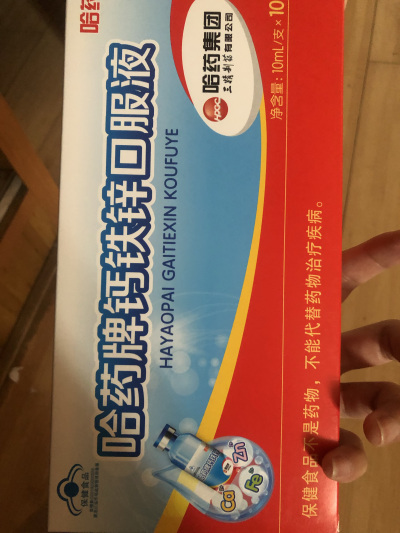 哈药
哈药集团
三精制药有限公司
HPGC
净含量:10mL/支×10
哈药牌钙铁锌口服液
HAYAOPAI GAITIEXIN KOUFUYE
Ca
Fe
Zn
保健食品
保健食品不是药物，不能代替药物治疗疾病。